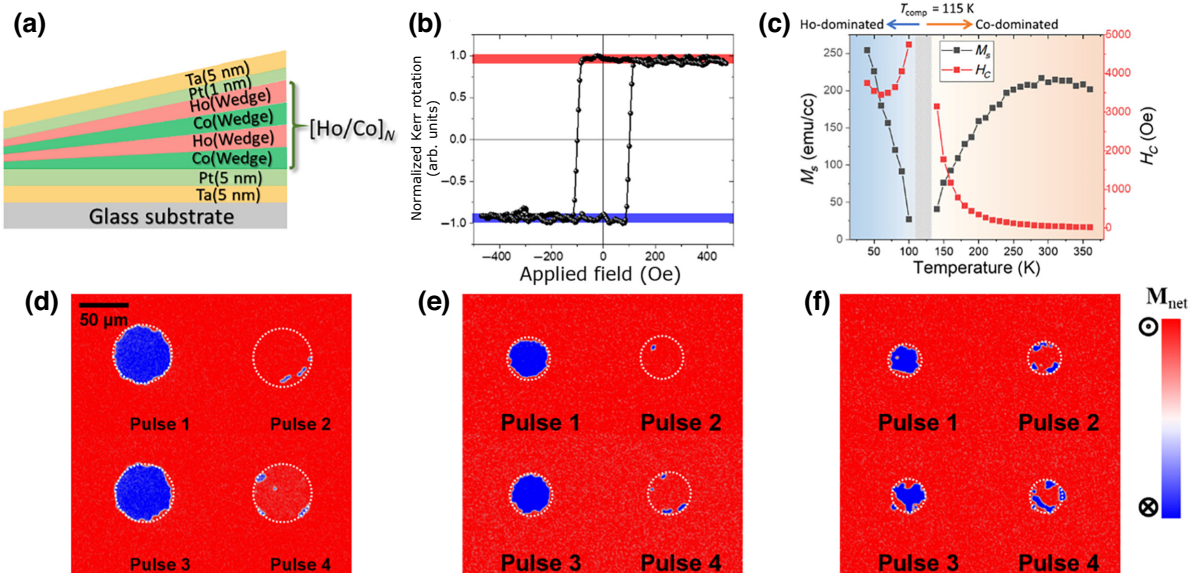 (a)
Ta(5 nm)
Pt(1 nm)
Ho(Wedge)
Co(Wedge)
Ho(Wedge)
Co(Wedge)
Pt(5 nm)
Ta(5 nm)
Glass substrate
[Ho/Co]N
(b)
Normalized Kerr rotation
(arb. units)
1.0
0.5
0.0
−0.5
−1.0
−400 −200 0 200 400
Applied field (Oe)
(c)
Tcomp = 115 K
Ho-dominated Co-dominated
Ms
HC
Ms (emu/cc)
250
200
150
100
50
0
50 100 150 200 250 300 350
Temperature (K)
5000
4000
3000
2000
1000
0
HC (Oe)
(d)
50 µm
Pulse 1 Pulse 2
Pulse 3 Pulse 4
(e)
Pulse 1 Pulse 2
Pulse 3 Pulse 4
(f)
Pulse 1 Pulse 2
Pulse 3 Pulse 4
Mnet